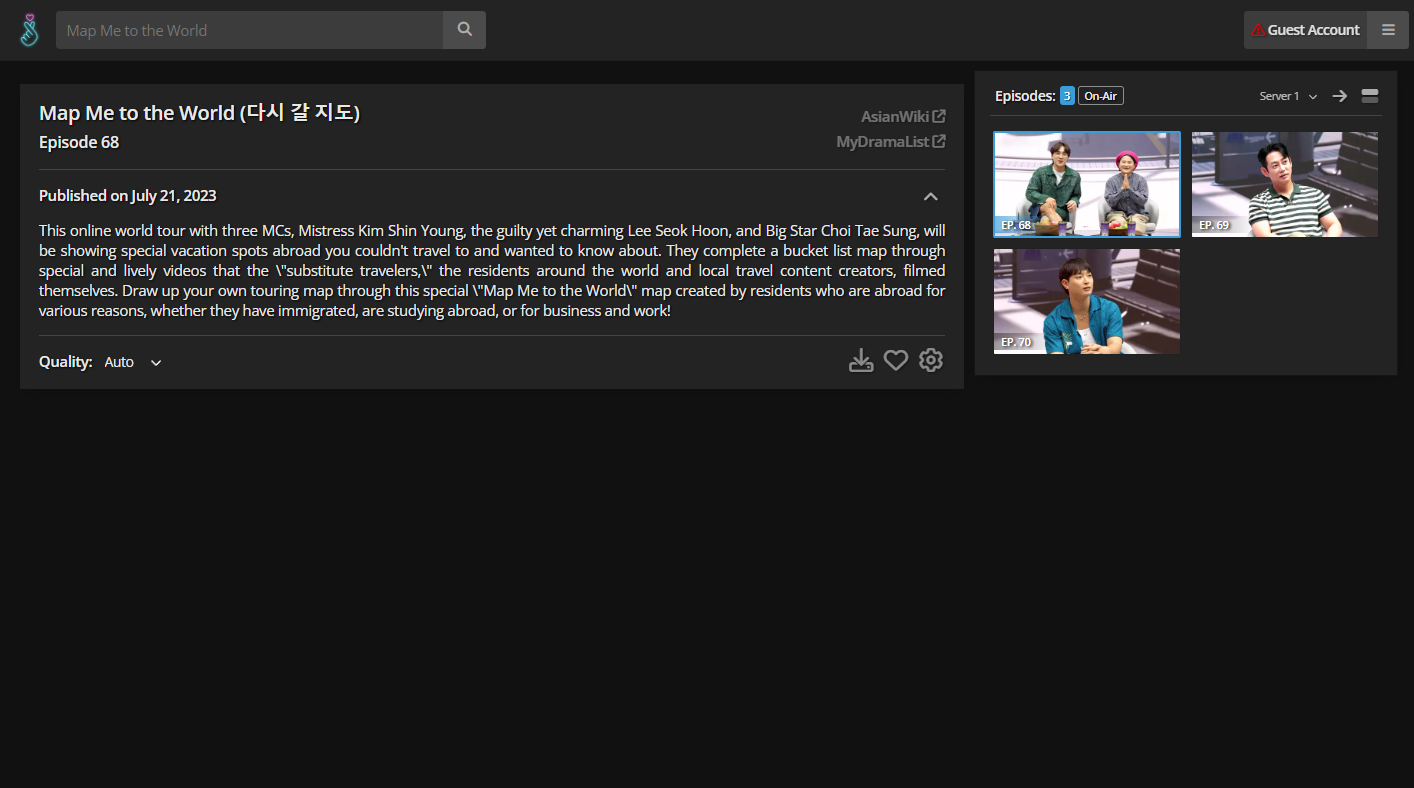 Map Me to the World
Guest Account
Map Me to the World (다시 갈 지도)
Episode 68
AsianWiki
MyDramaList
Published on July 21, 2023
This online world tour with three MCs, Mistress Kim Shin Young, the guilty yet charming Lee Seok Hoon, and Big Star Choi Tae Sung, will
be showing special vacation spots abroad you couldn't travel to and wanted to know about. They complete a bucket list map through
special and lively videos that the \"substitute travelers,\" the residents around the world and local travel content creators, filmed
themselves. Draw up your own touring map through this special \"Map Me to the World\" map created by residents who are abroad for
various reasons, whether they have immigrated, are studying abroad, or for business and work!
Quality: Auto
Episodes: 3 On-Air
Server 1
EP. 68
EP. 69
EP. 70